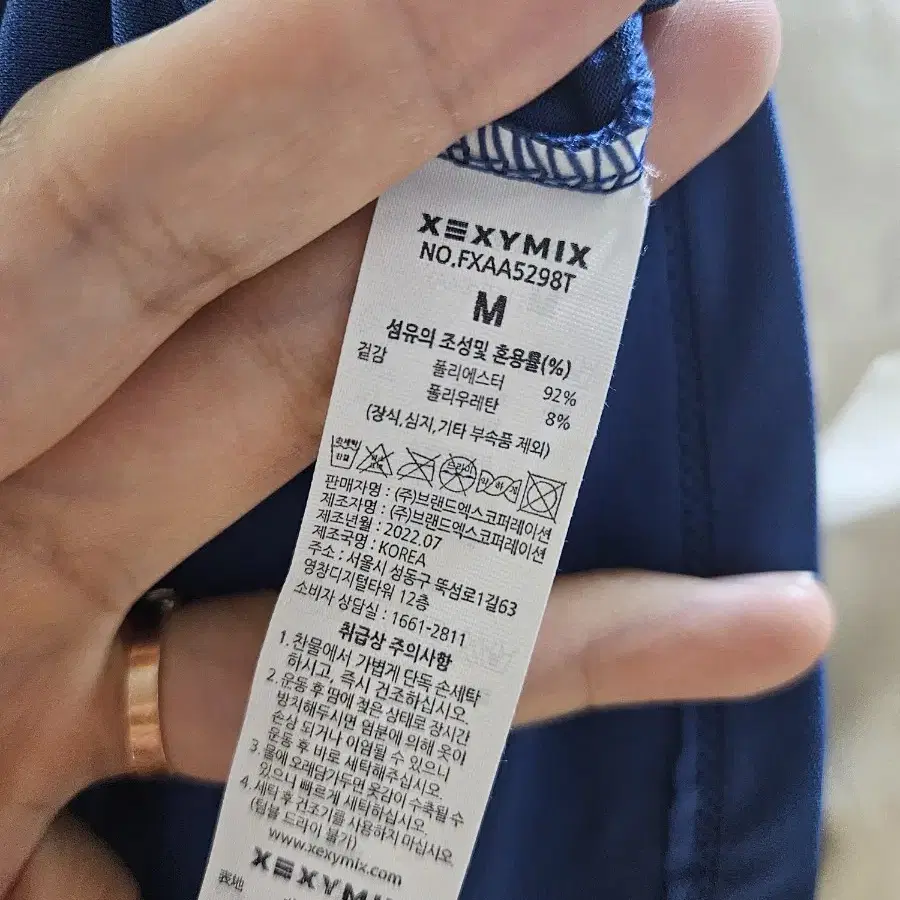 XEXYMIX
NO.FXAA5298T
M
섬유의 조성및 혼용률(%)
겉감 폴리에스터 92%
폴리우레탄 8%
(장식,심지,기타 부속품 제외)
손세탁 약하게
드라이
판매자명 : (주)브랜드엑스코퍼레이션
제조자명 : (주)브랜드엑스코퍼레이션
제조년월 : 2022.07
제조국명 : KOREA
주소 : 서울시 성동구 뚝섬로1길63
영창디지털타워 12층
소비자 상담실 : 1661-2811
취급상 주의사항
1. 찬물에서 가볍게 단독 손세탁
하시고, 즉시 건조하십시오.
2. 운동 후 땀에 젖은 상태로 장시간
방치해두시면 염분에 의해 옷이
손상 되거나 이염될 수 있으니
운동 후 바로 세탁해주십시오.
3. 물에 오래담가두면 옷감이 수축될수
있으니 빠르게 세탁하십시오.
4. 세탁 후 건조기를 사용하지 마십시오
(텀블 드라이 불가)
www.xexymix.com
XEXYMI
表地